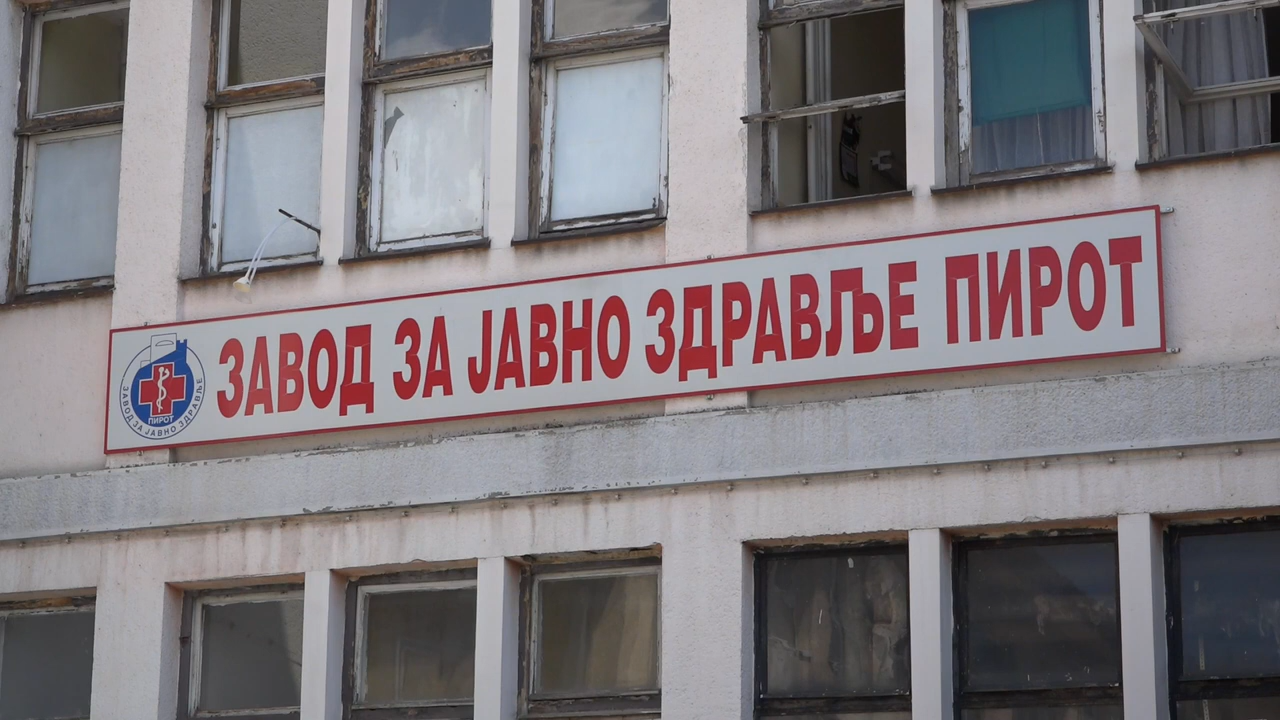 ЗАВОД ЗА ЈАВНО ЗДРАВЉЕ ПИРОТ
ПИРОТ
ЗАВОД ЗА ЈАВНО ЗДРАВЉЕ